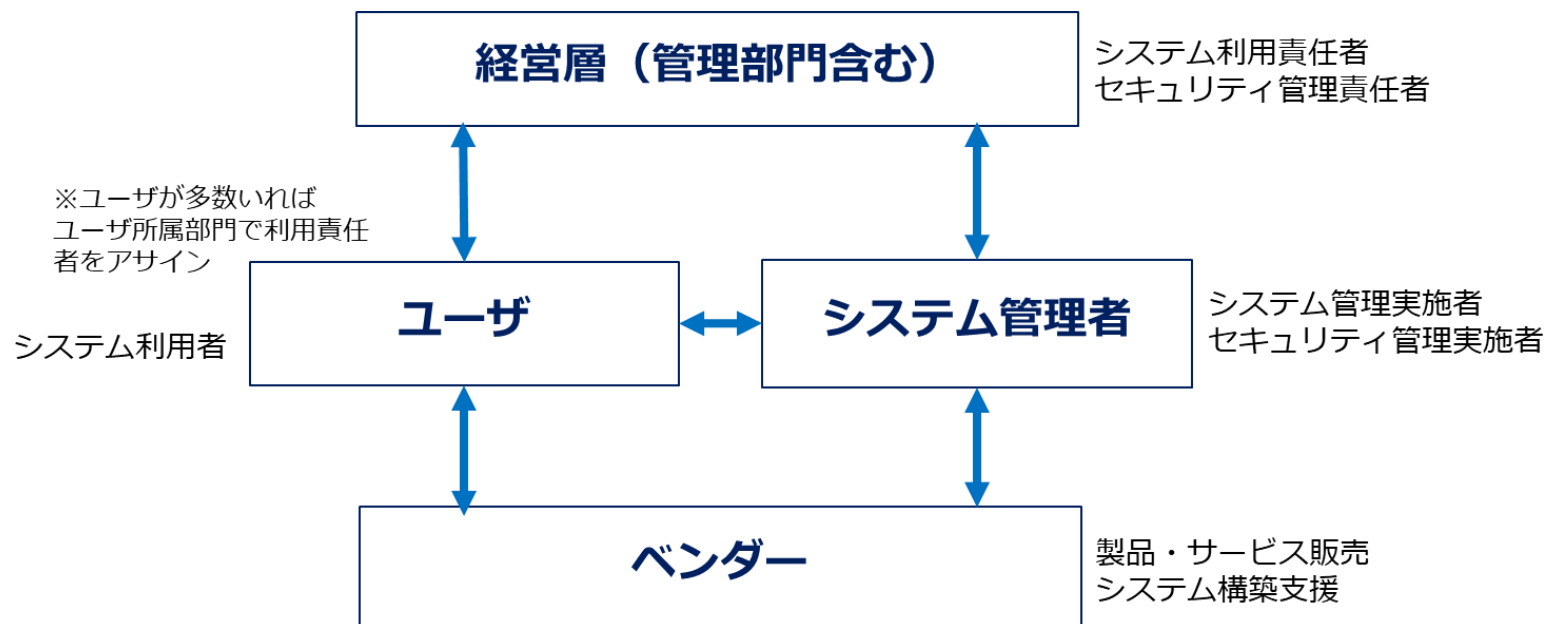 経営層（管理部門含む）
システム利用責任者
セキュリティ管理責任者
※ユーザが多数いれば
ユーザ所属部門で利用責任
者をアサイン
ユーザ
システム利用者
システム管理者
システム管理実施者
セキュリティ管理実施者
ベンダー
製品・サービス販売
システム構築支援